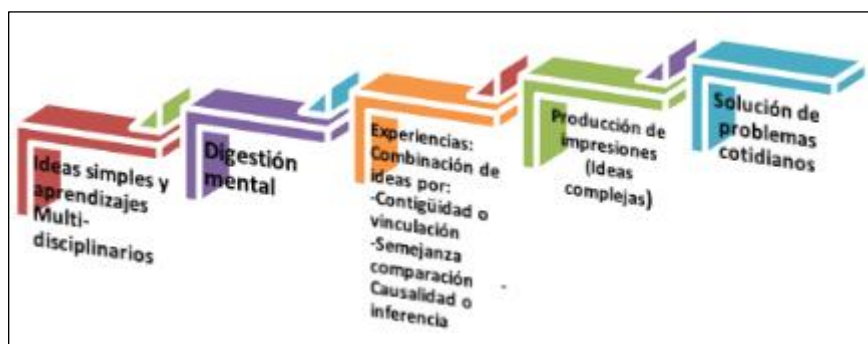 Ideas simples y
aprendizajes
Multi-
disciplinarios
Digestión
mental
Experiencias:
Combinación de
ideas por:
-Contigüidad o
vinculación
-Semejanza
comparación -
Causalidad o
inferencia
Producción de
impresiones
(Ideas
complejas)
Solución de
problemas
cotidianos